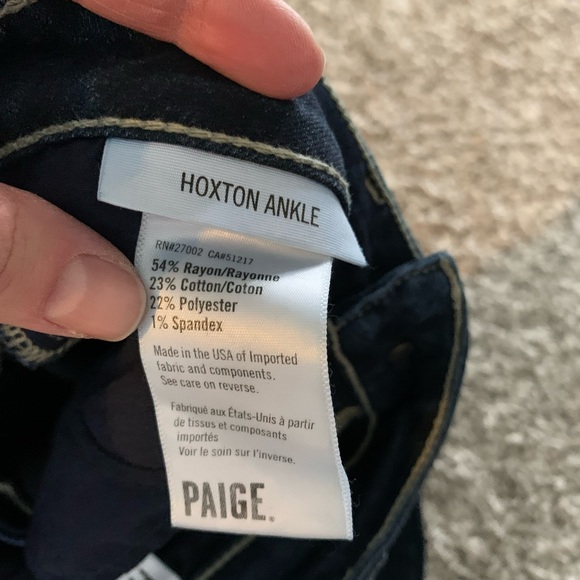 HOXTON ANKLE
RN#27002 CA#51217
54% Rayon/Rayonne
23% Cotton/Coton
22% Polyester
1% Spandex
Made in the USA of Imported
fabric and components.
See care on reverse.
Fabriqué aux États-Unis à partir
de tissus et composants
importés
Voir le soin sur l'inverse.
PAIGE.